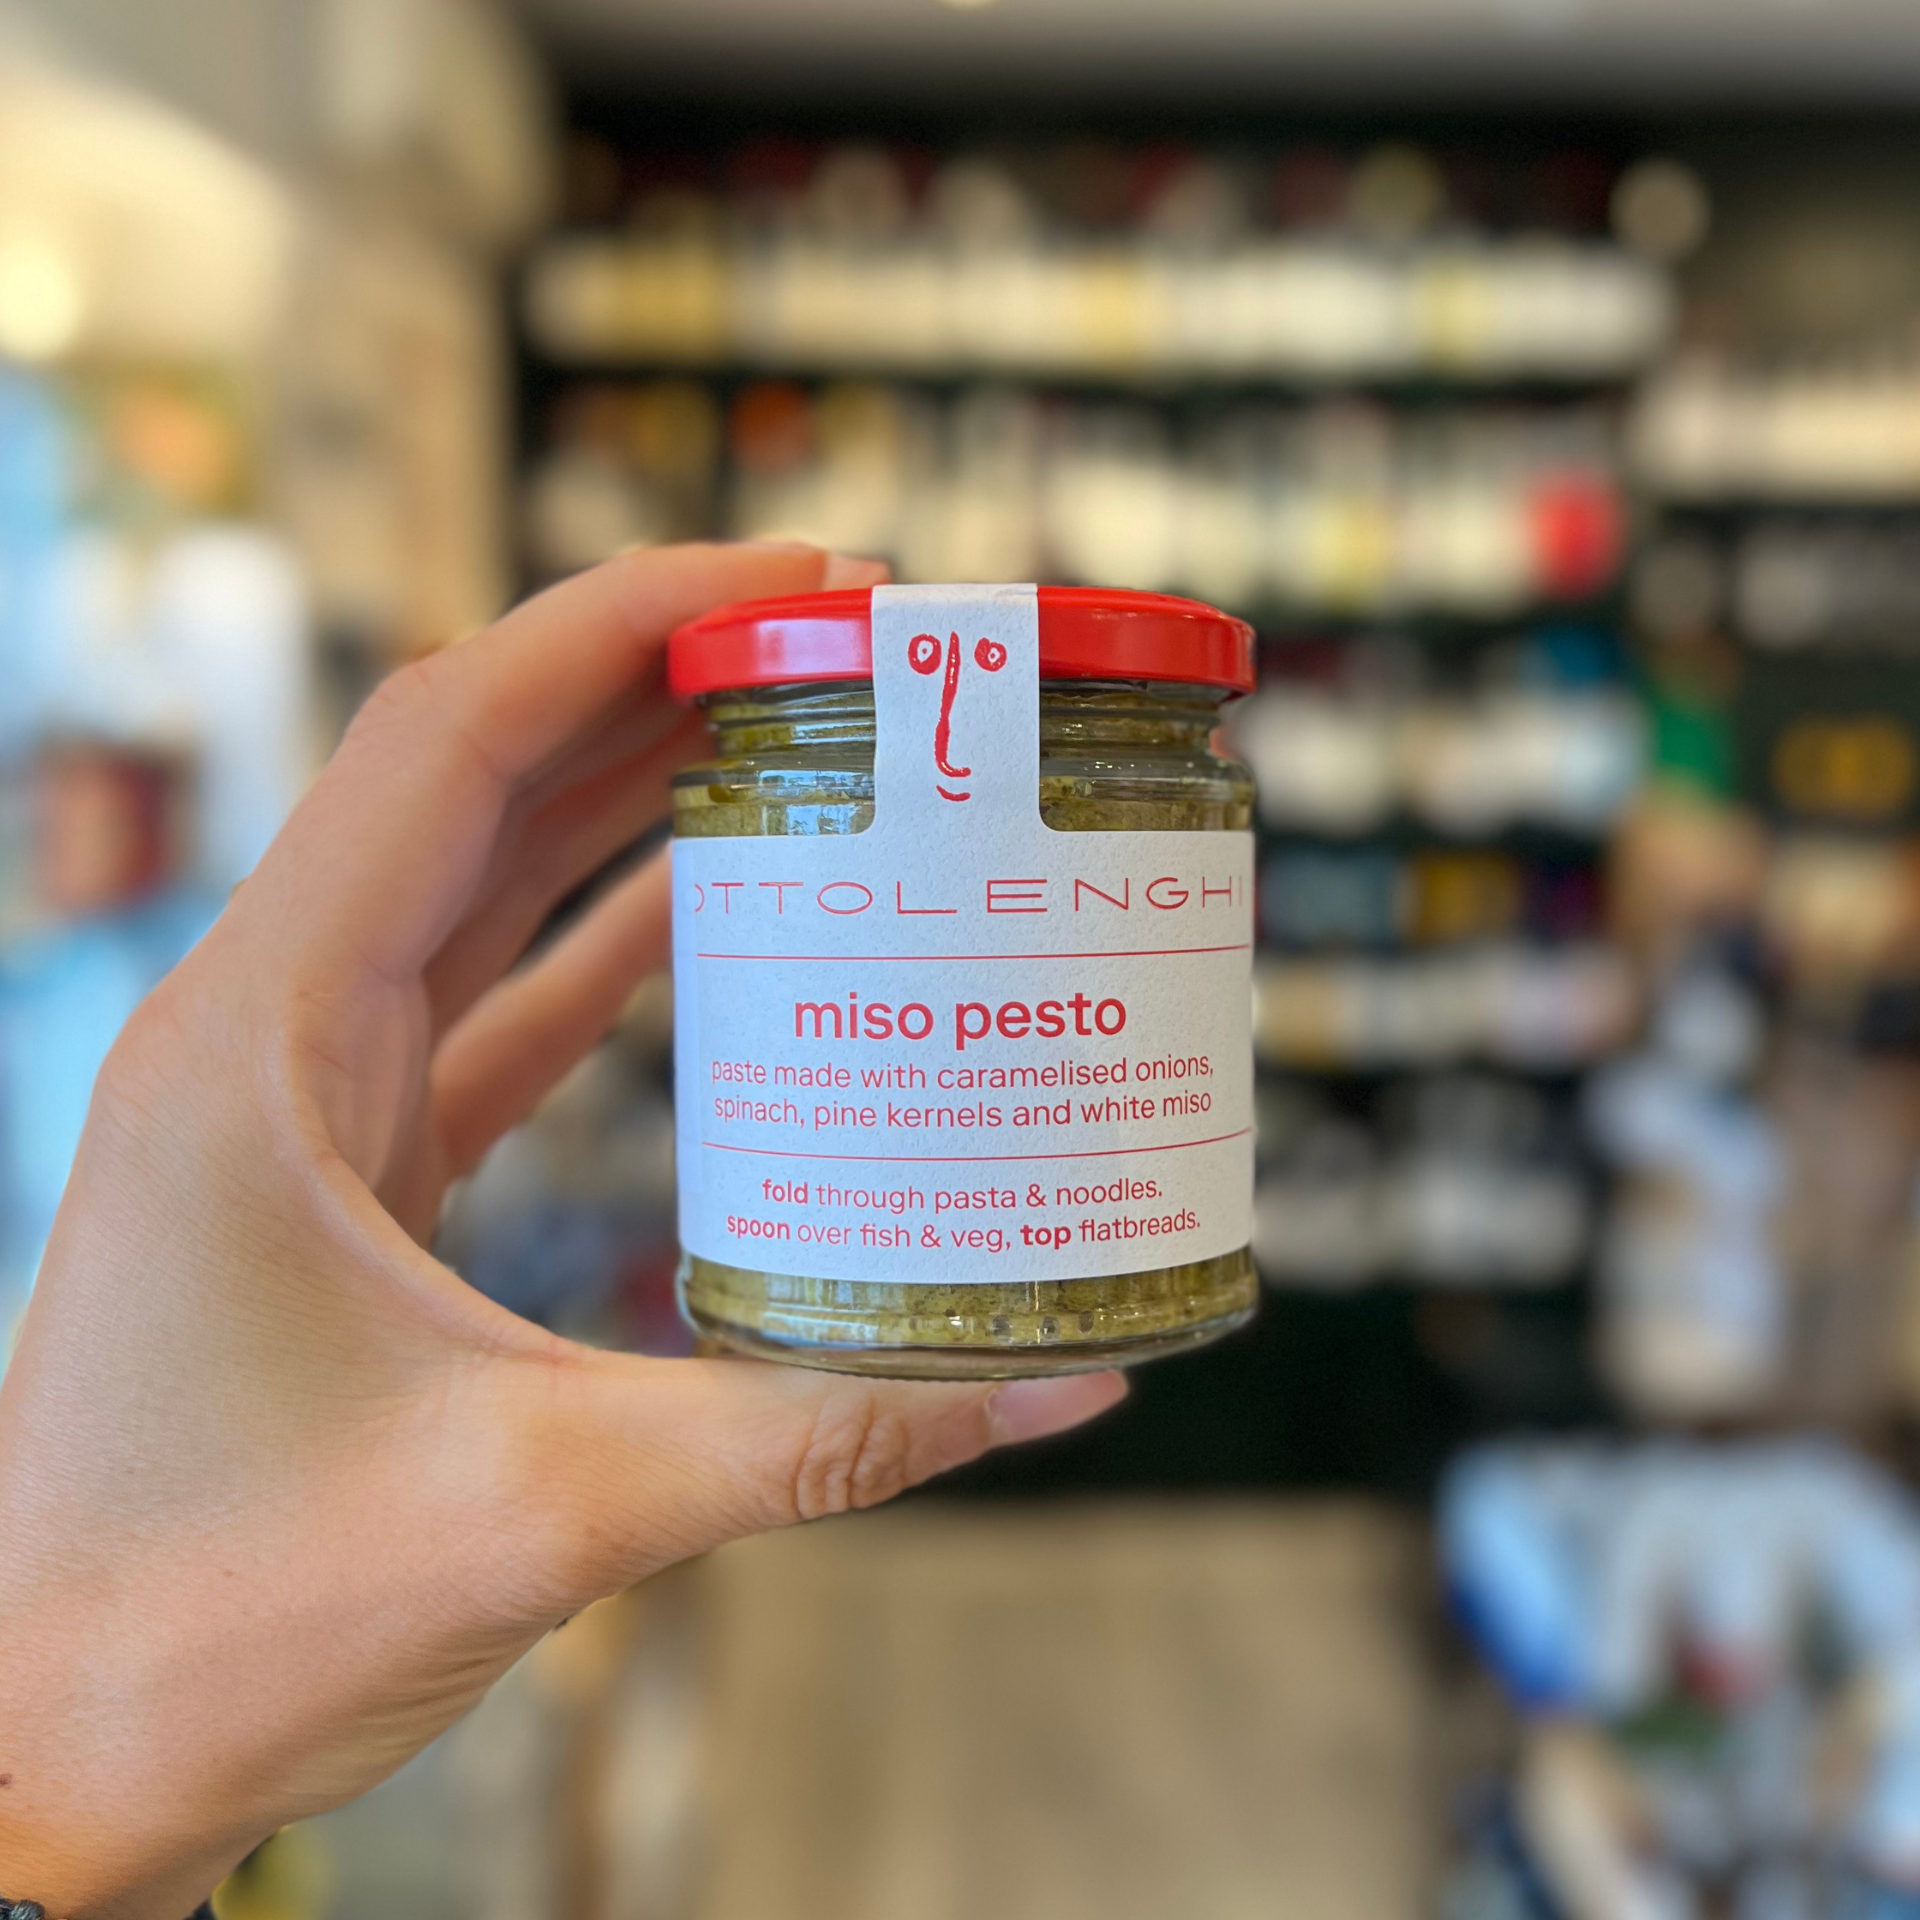 OTTOLENGHI
miso pesto
paste made with caramelised onions,
spinach, pine kernels and white miso
fold through pasta & noodles.
spoon over fish & veg, top flatbreads.